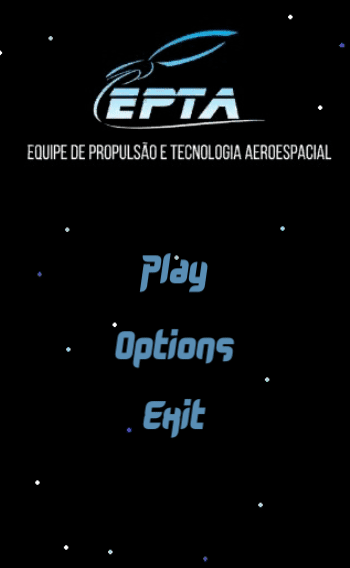 EPTA
EQUIPE DE PROPULSÃO E TECNOLOGIA AEROESPACIAL
Play
Options
Exit